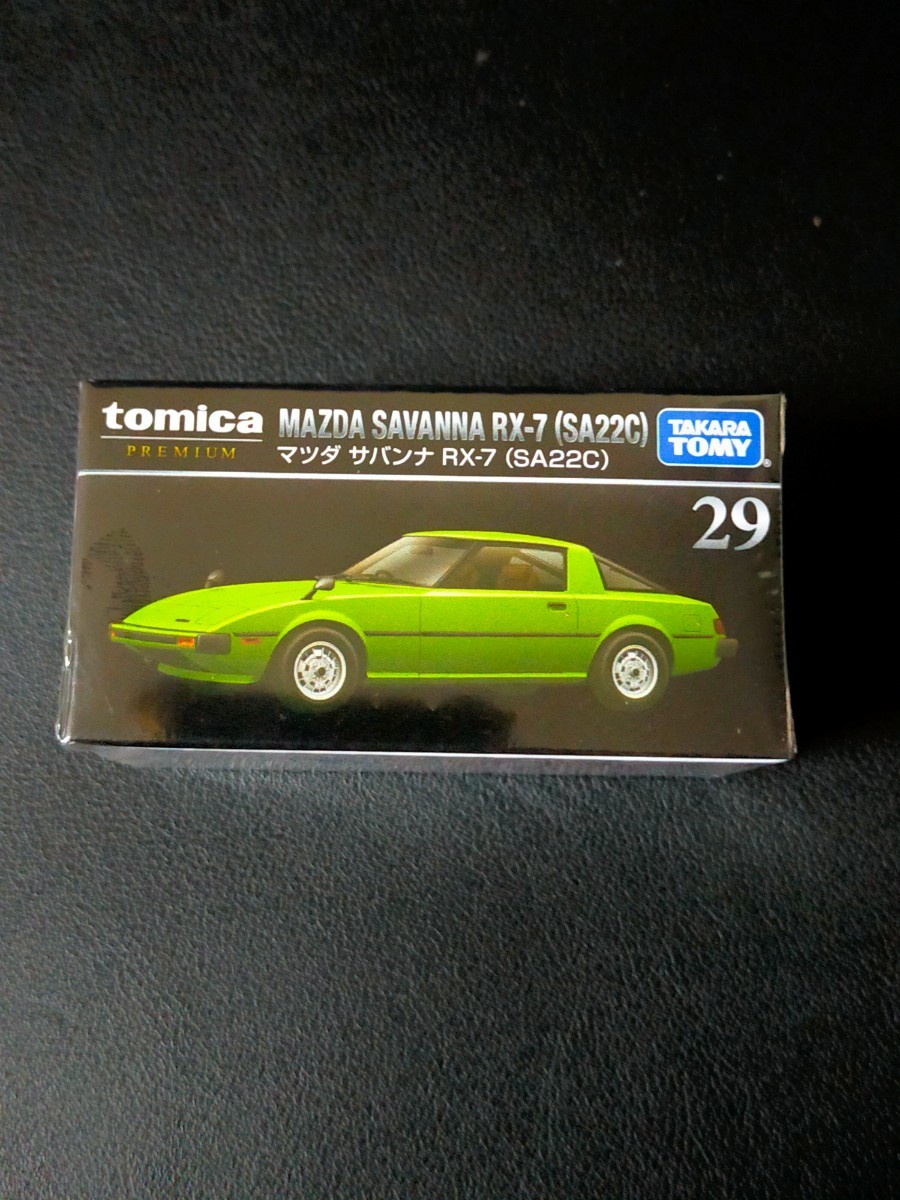 tomica
PREMIUM
MAZDA SAVANNA RX-7 (SA22C)
マツダ サバンナ RX-7 (SA22C)
TAKARA
TOMY
®
29